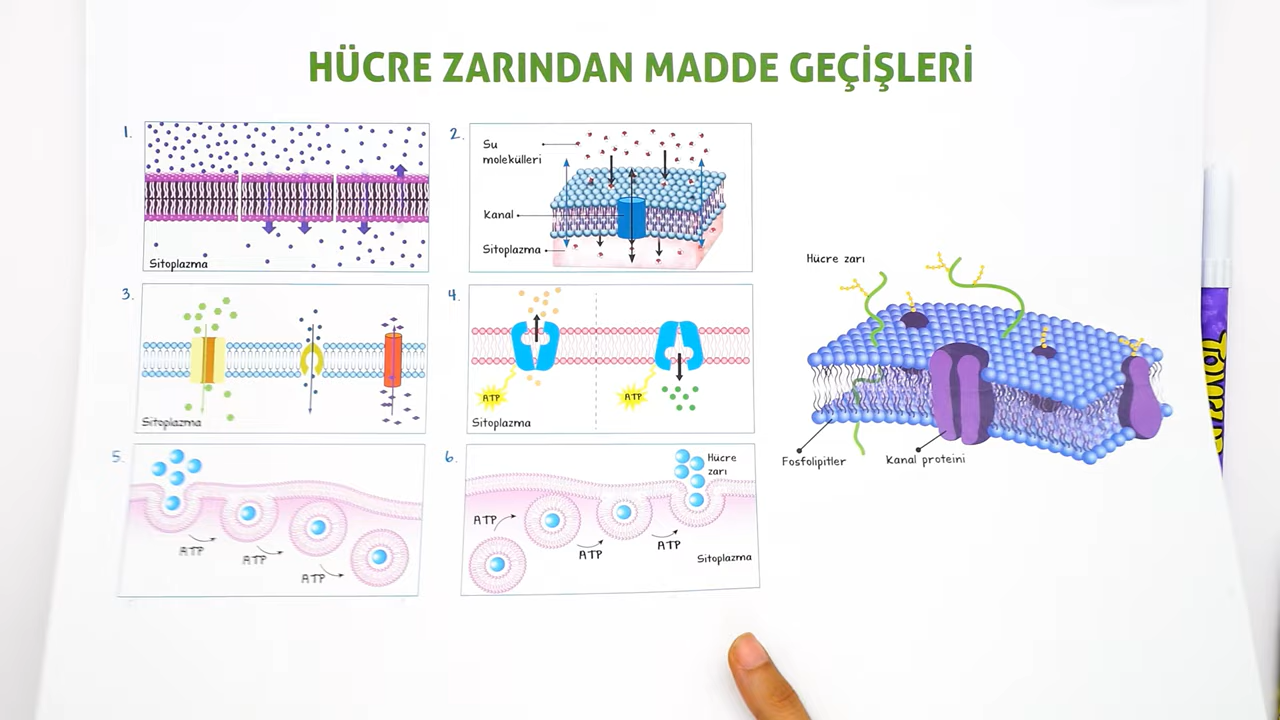 HÜCRE ZARINDAN MADDE GEÇİŞLERİ
1.
Sitoplazma
2.
Su
molekülleri
Kanal
Sitoplazma
3.
Sitoplazma
4.
ATP
ATP
Sitoplazma
5.
ATP
ATP
ATP
6.
Hücre
zarı
ATP
ATP
ATP
Sitoplazma
Hücre zarı
Fosfolipitler
Kanal proteini